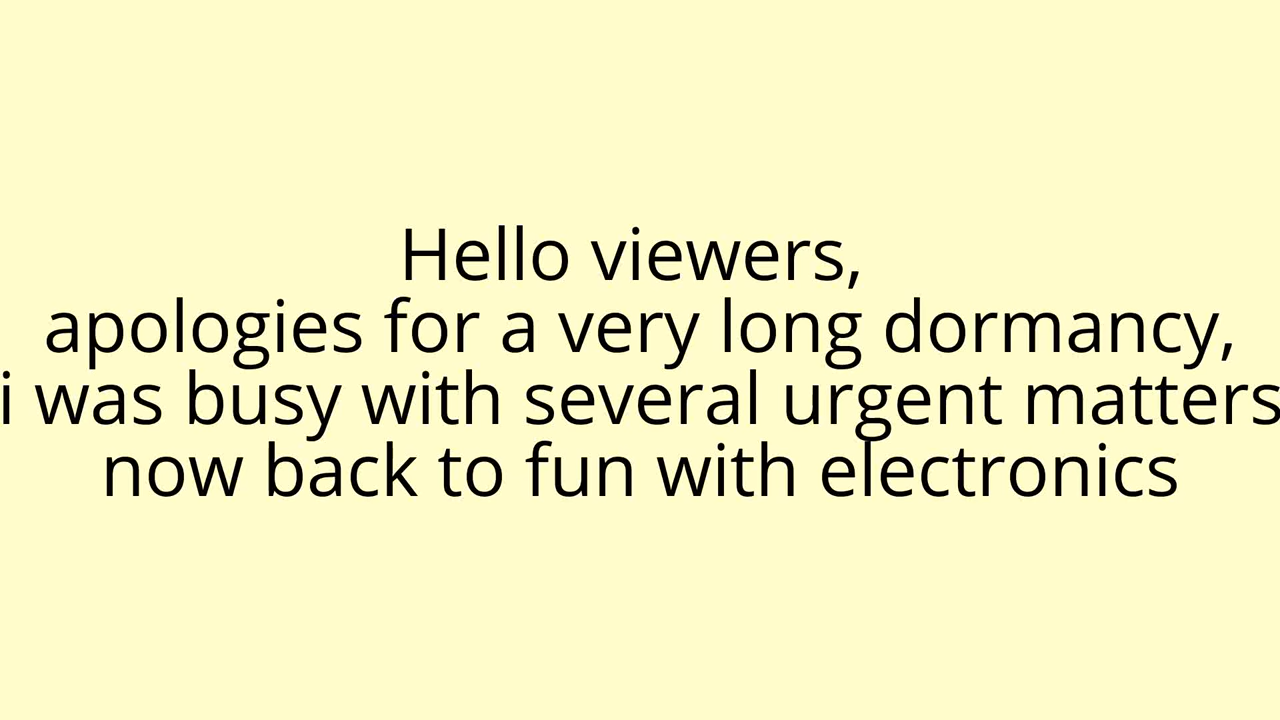 Hello viewers,
apologies for a very long dormancy,
i was busy with several urgent matters
now back to fun with electronics